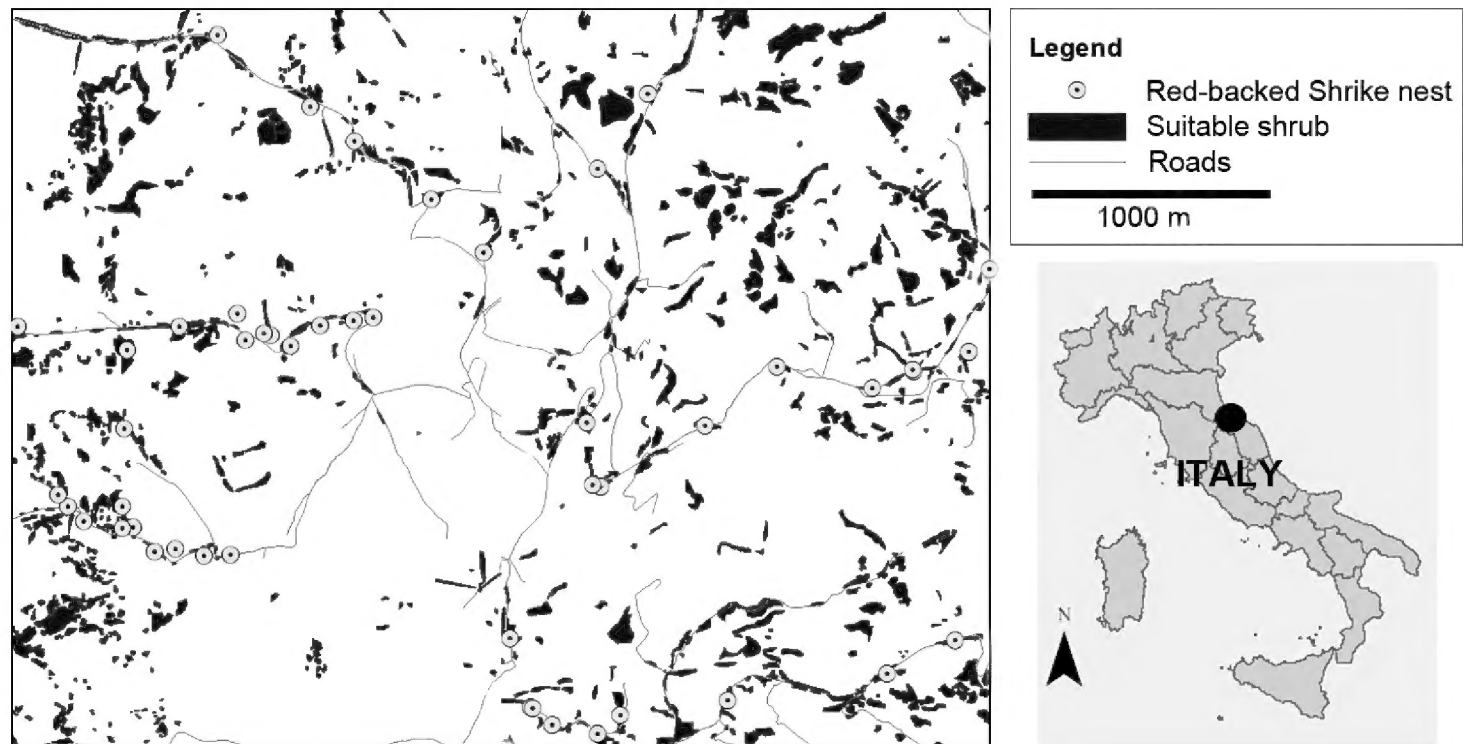 Legend
Red-backed Shrike nest
Suitable shrub
Roads
1000 m
ITALY
N